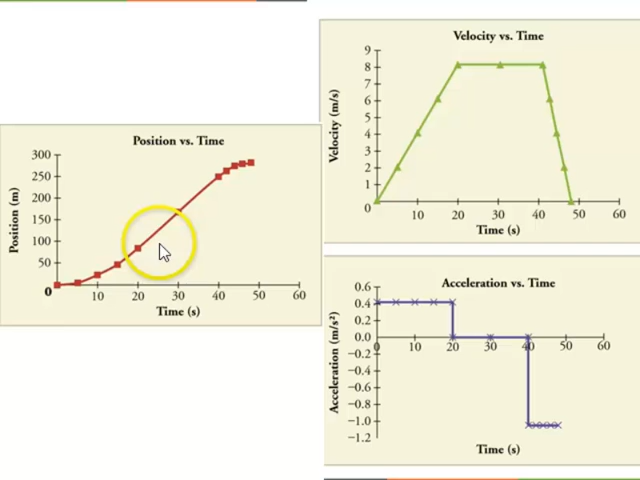 Position vs. Time
Position (m)
300
250
200
150
100
50
0
10 20 30 40 50 60
Time (s)
Velocity vs. Time
Velocity (m/s)
9
8
7
6
5
4
3
2
1
0
10 20 30 40 50 60
Time (s)
Acceleration vs. Time
Acceleration (m/s²)
0.6
0.4
0.2
0.0
−0.2
−0.4
−0.6
−0.8
−1.0
−1.2
0 10 20 30 40 50 60
Time (s)